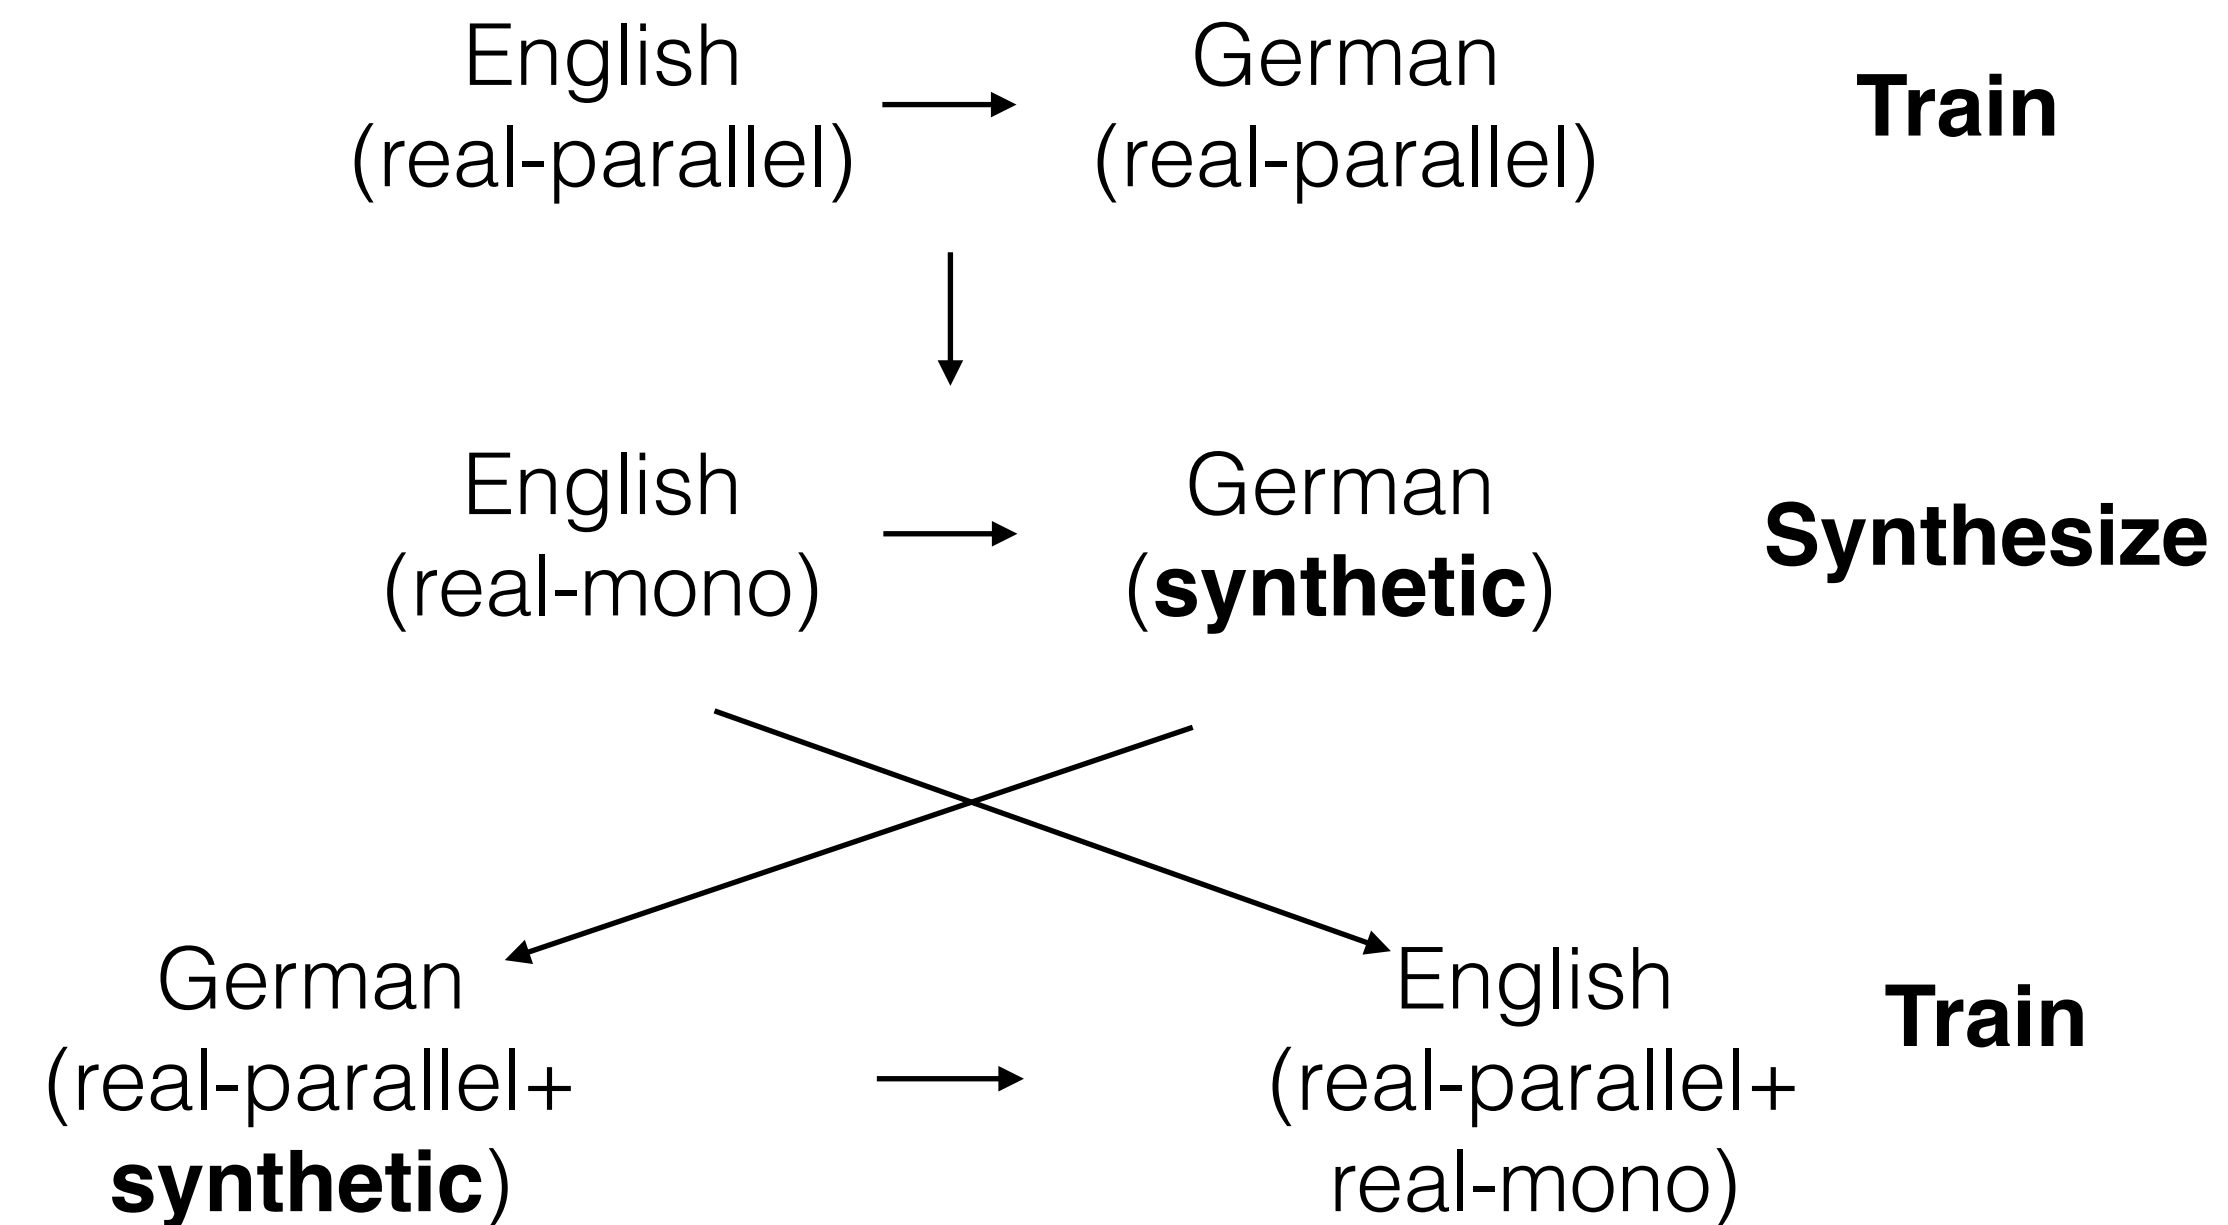 English
(real-parallel)
German
(real-parallel)
Train
English
(real-mono)
German
(synthetic)
Synthesize
German
(real-parallel+
synthetic)
English
(real-parallel+
real-mono)
Train